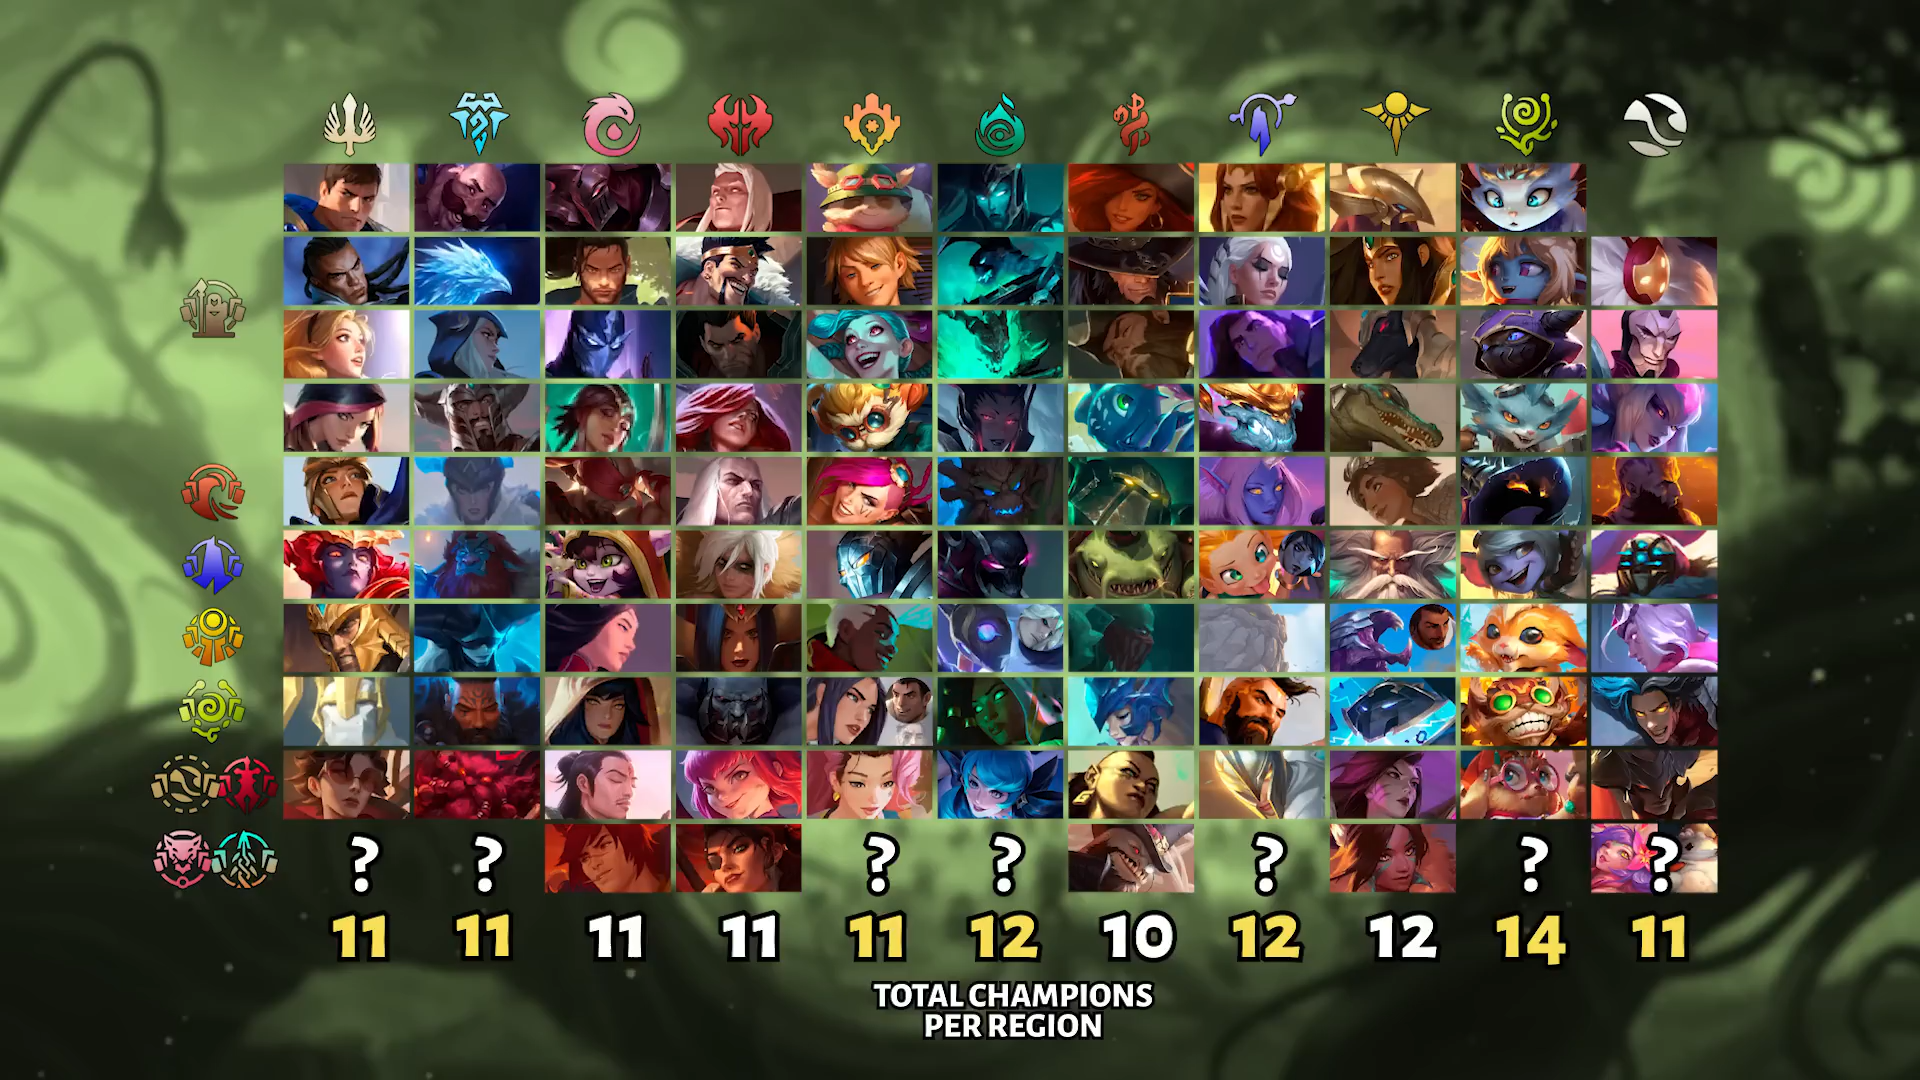 ? ? ? ? ? ? ?
11 11 11 11 11 12 10 12 12 14 11
TOTAL CHAMPIONS
PER REGION